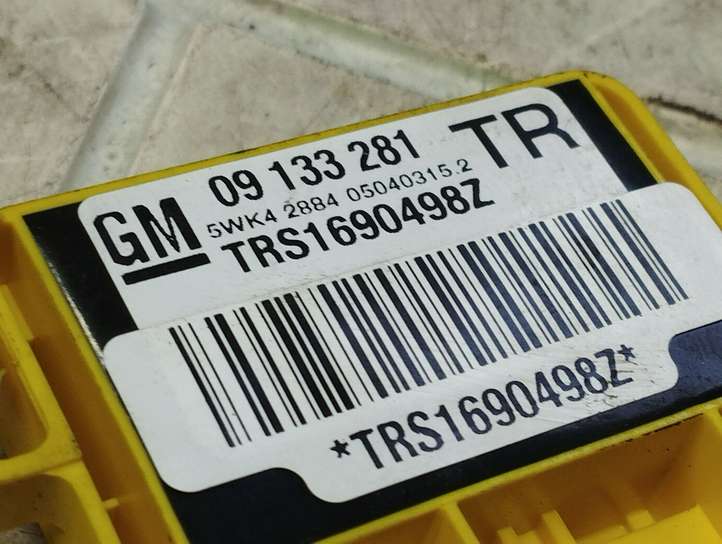 GM
09 133 281 TR
5WK4 2884 05040315.2
TRS1690498Z
*TRS1690498Z*